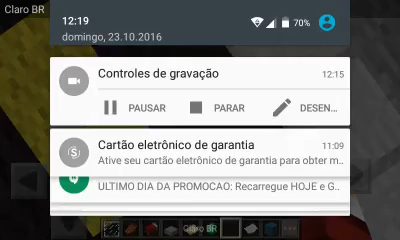 Claro BR
12:19
70%
domingo, 23.10.2016
Controles de gravação
12:15
PAUSAR
PARAR
DESEN...
Cartão eletrônico de garantia
11:09
Ative seu cartão eletrônico de garantia para obter m..
ULTIMO DIA DA PROMOCAO: Recarregue HOJE e G..
Claro BR